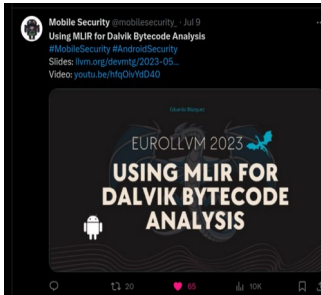 Mobile Security @mobilesecurity_ · Jul 9
Using MLIR for Dalvik Bytecode Analysis
#MobileSecurity #AndroidSecurity
Slides: llvm.org/devmtg/2023-05...
Video: youtu.be/hfqOivYdD40
EUROLLVM 2023
USING MLIR FOR
DALVIK BYTECODE
ANALYSIS
20 65 10K